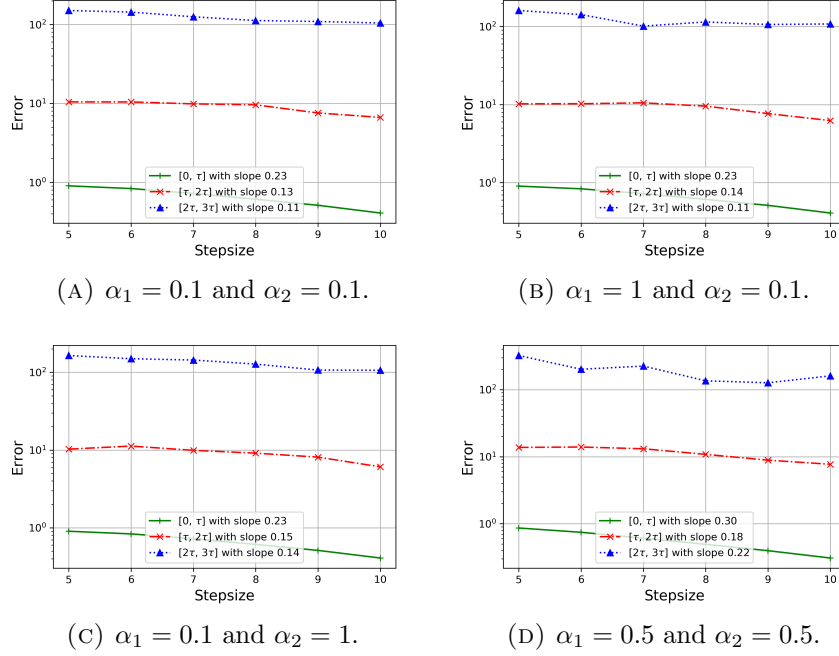 10²
10¹
10⁰
Error
[0, τ] with slope 0.23
[τ, 2τ] with slope 0.13
[2τ, 3τ] with slope 0.11
5 6 7 8 9 10
Stepsize
(A) α₁ = 0.1 and α₂ = 0.1.
10²
10¹
10⁰
Error
[0, τ] with slope 0.23
[τ, 2τ] with slope 0.14
[2τ, 3τ] with slope 0.11
5 6 7 8 9 10
Stepsize
(B) α₁ = 1 and α₂ = 0.1.
10²
10¹
10⁰
Error
[0, τ] with slope 0.23
[τ, 2τ] with slope 0.15
[2τ, 3τ] with slope 0.14
5 6 7 8 9 10
Stepsize
(C) α₁ = 0.1 and α₂ = 1.
10²
10¹
10⁰
Error
[0, τ] with slope 0.30
[τ, 2τ] with slope 0.18
[2τ, 3τ] with slope 0.22
5 6 7 8 9 10
Stepsize
(D) α₁ = 0.5 and α₂ = 0.5.